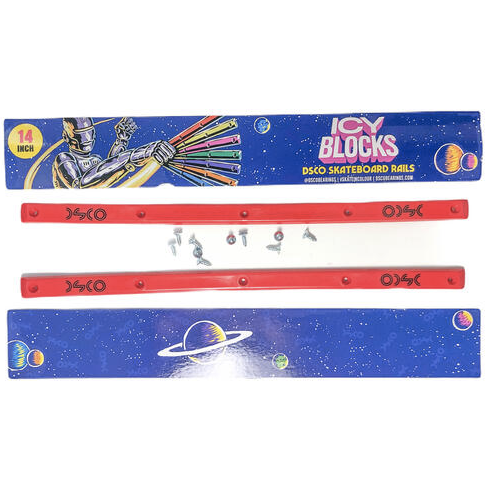 14
INCH
ICY
BLOCKS
DSCO SKATEBOARD RAILS
@DSCOBEARINGS | #SKATEINCOLOUR | DSCOBEARINGS.COM
DSCO
DSCO
DSCO
DSCO